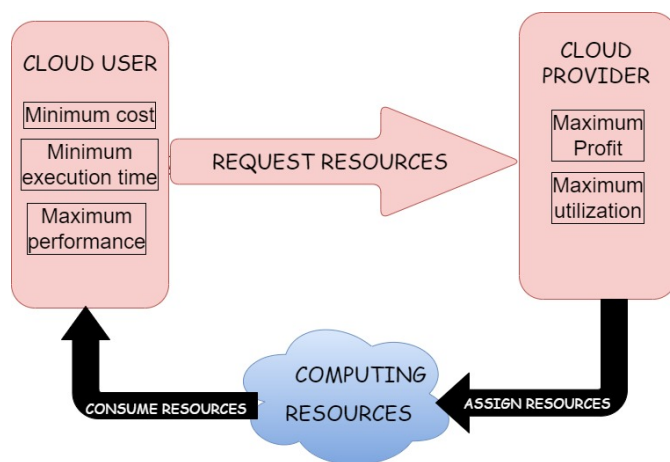 CLOUD USER
Minimum cost
Minimum
execution time
Maximum
performance
REQUEST RESOURCES
CLOUD
PROVIDER
Maximum
Profit
Maximum
utilization
COMPUTING
RESOURCES
CONSUME RESOURCES
ASSIGN RESOURCES